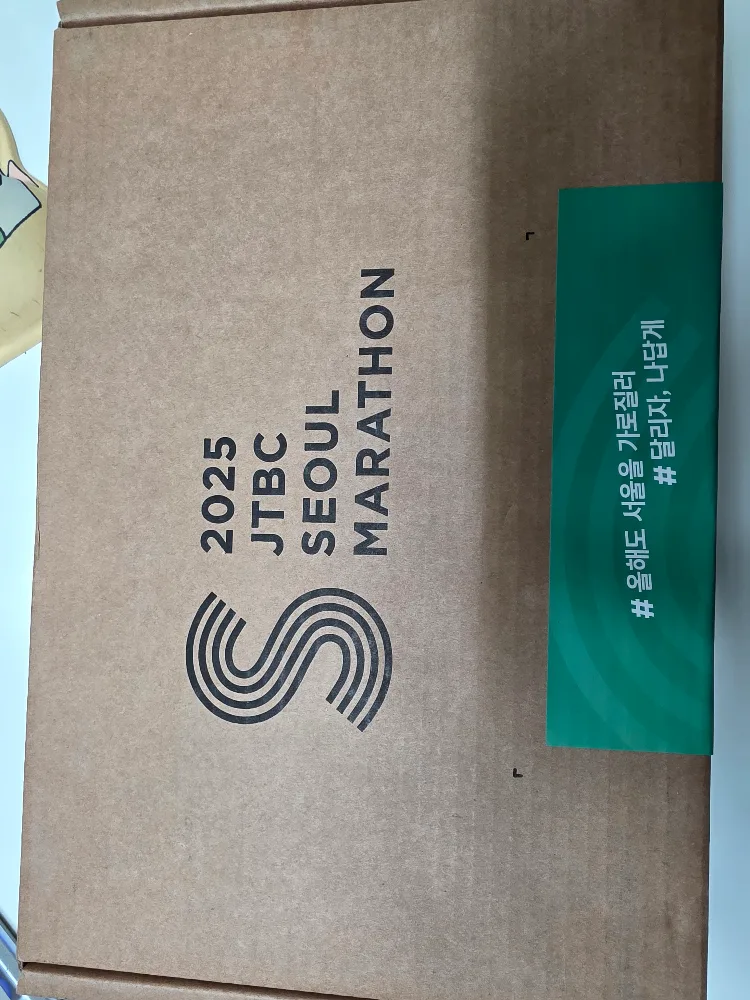 2025
JTBC
SEOUL
MARATHON
# 올해도 서울을 가로질러
# 달리자, 나답게